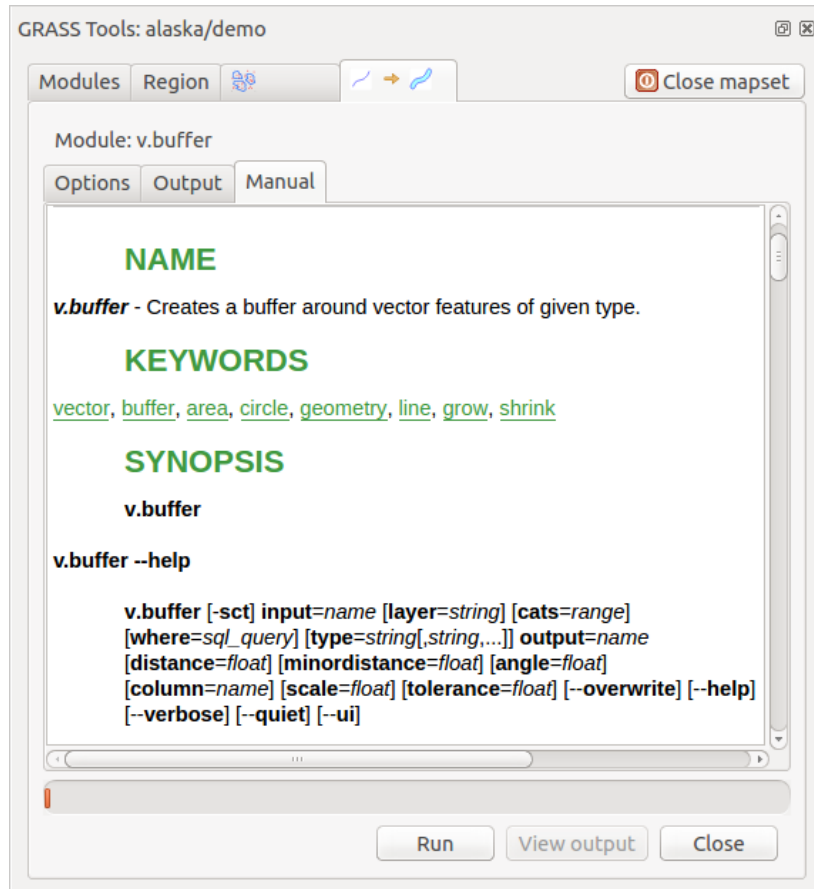 GRASS Tools: alaska/demo
Modules Region Close mapset
Module: v.buffer
Options Output Manual
NAME
v.buffer - Creates a buffer around vector features of given type.
KEYWORDS
vector, buffer, area, circle, geometry, line, grow, shrink
SYNOPSIS
v.buffer
v.buffer --help
v.buffer [-sct] input=name [layer=string] [cats=range]
[where=sql_query] [type=string[,string,...]] output=name
[distance=float] [minordistance=float] [angle=float]
[column=name] [scale=float] [tolerance=float] [--overwrite] [--help]
[--verbose] [--quiet] [--ui]
Run View output Close